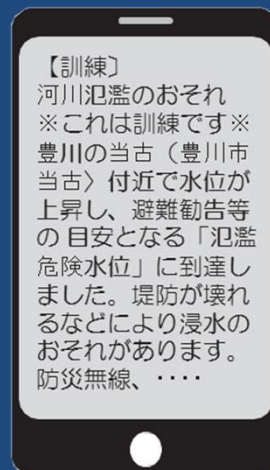 【訓練〕
河川氾濫のおそれ
※これは訓練です※
豊川の当古（豊川市
当古〉付近で水位が
上昇し、避難勧告等
の 目安となる「氾濫
危険水位」に到達し
ました。堤防が壊れ
るなどにより浸水の
おそれがあります。
防災無線、‥‥